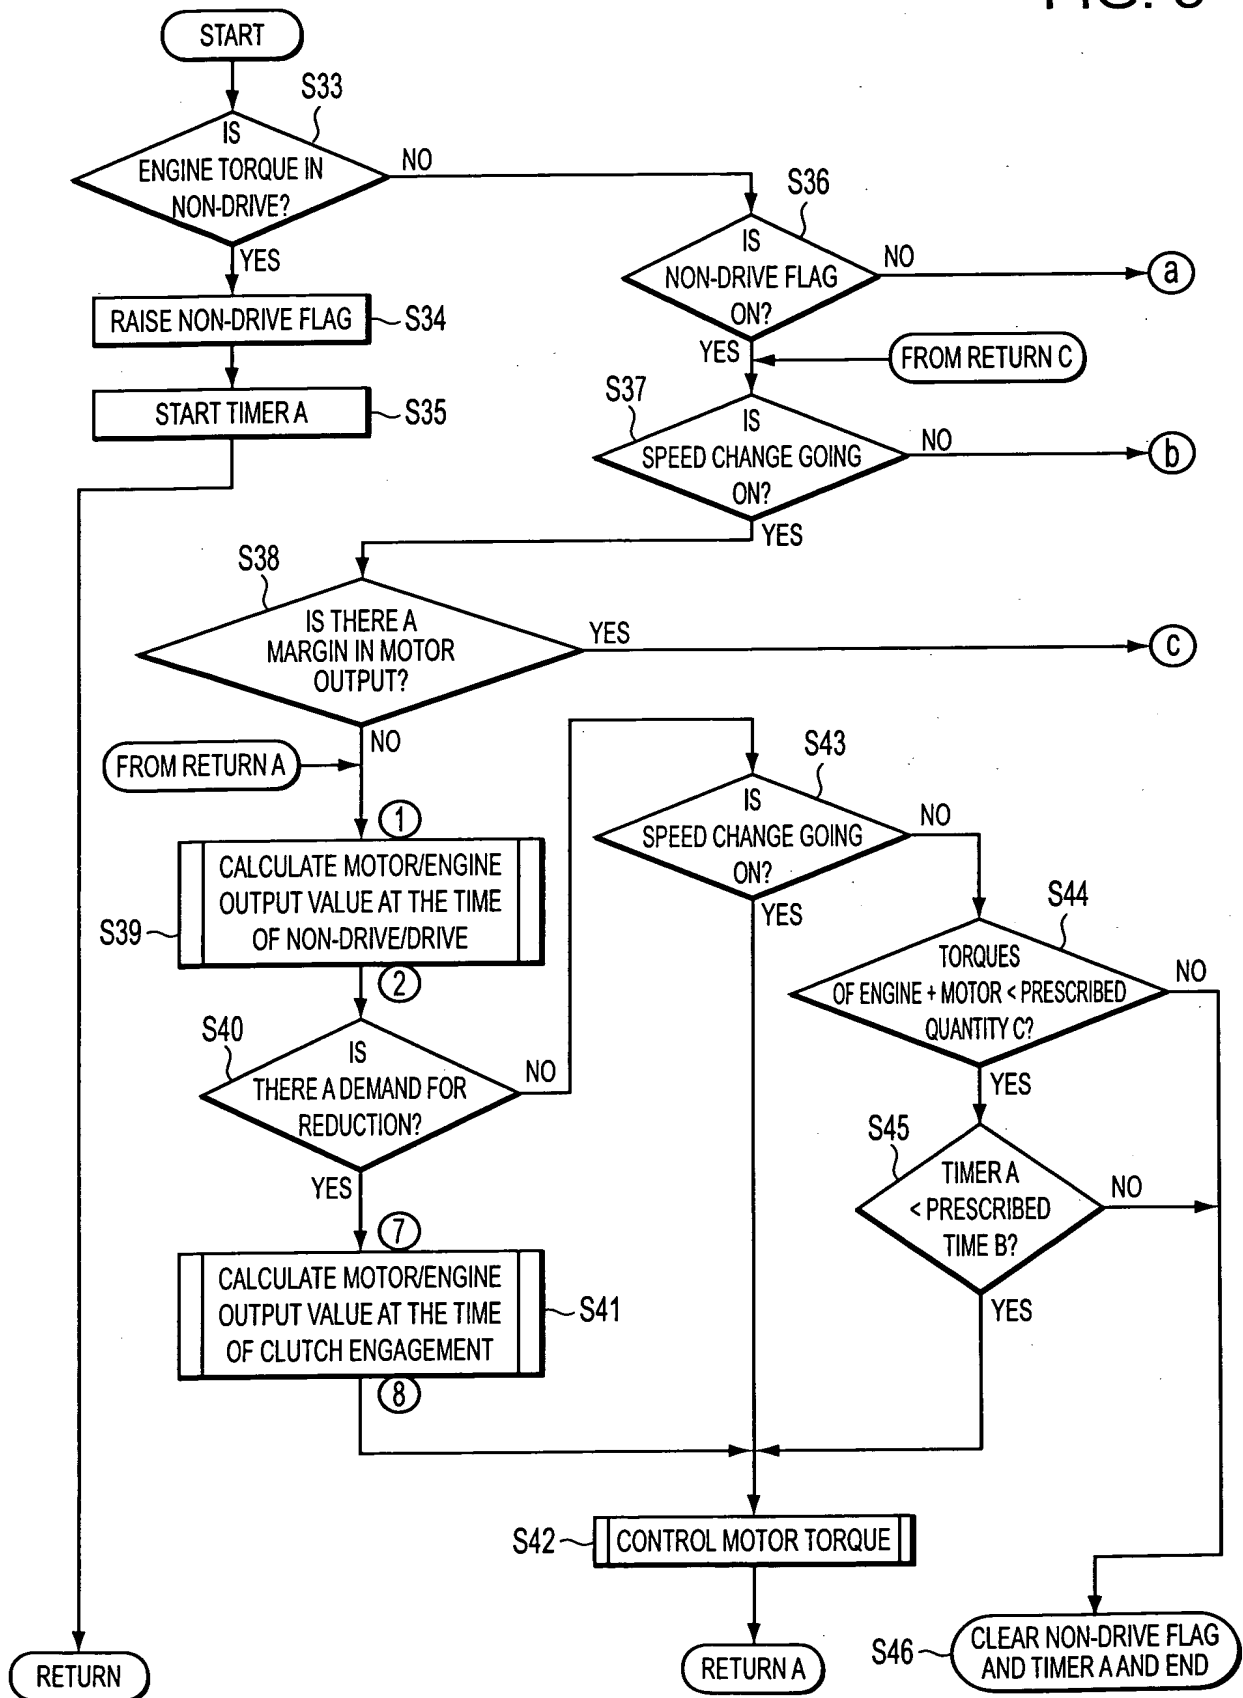 FIG.
START
S33
IS
ENGINE TORQUE IN
NON-DRIVE?
NO
YES
S36
IS
NON-DRIVE FLAG
ON?
NO
a
YES
RAISE NON-DRIVE FLAG
S34
START TIMER A
S35
FROM RETURN C
S37
IS
SPEED CHANGE GOING
ON?
NO
b
YES
S38
IS THERE A
MARGIN IN MOTOR
OUTPUT?
YES
c
NO
FROM RETURN A
1
CALCULATE MOTOR/ENGINE
OUTPUT VALUE AT THE TIME
OF NON-DRIVE/DRIVE
S39
2
S43
IS
SPEED CHANGE GOING
ON?
NO
YES
S44
TORQUES
OF ENGINE + MOTOR < PRESCRIBED
QUANTITY C?
NO
YES
S40
IS
THERE A DEMAND FOR
REDUCTION?
NO
YES
S45
TIMER A
< PRESCRIBED
TIME B?
NO
YES
7
CALCULATE MOTOR/ENGINE
OUTPUT VALUE AT THE TIME
OF CLUTCH ENGAGEMENT
S41
8
S42
CONTROL MOTOR TORQUE
RETURN
RETURN A
S46
CLEAR NON-DRIVE FLAG
AND TIMER A AND END